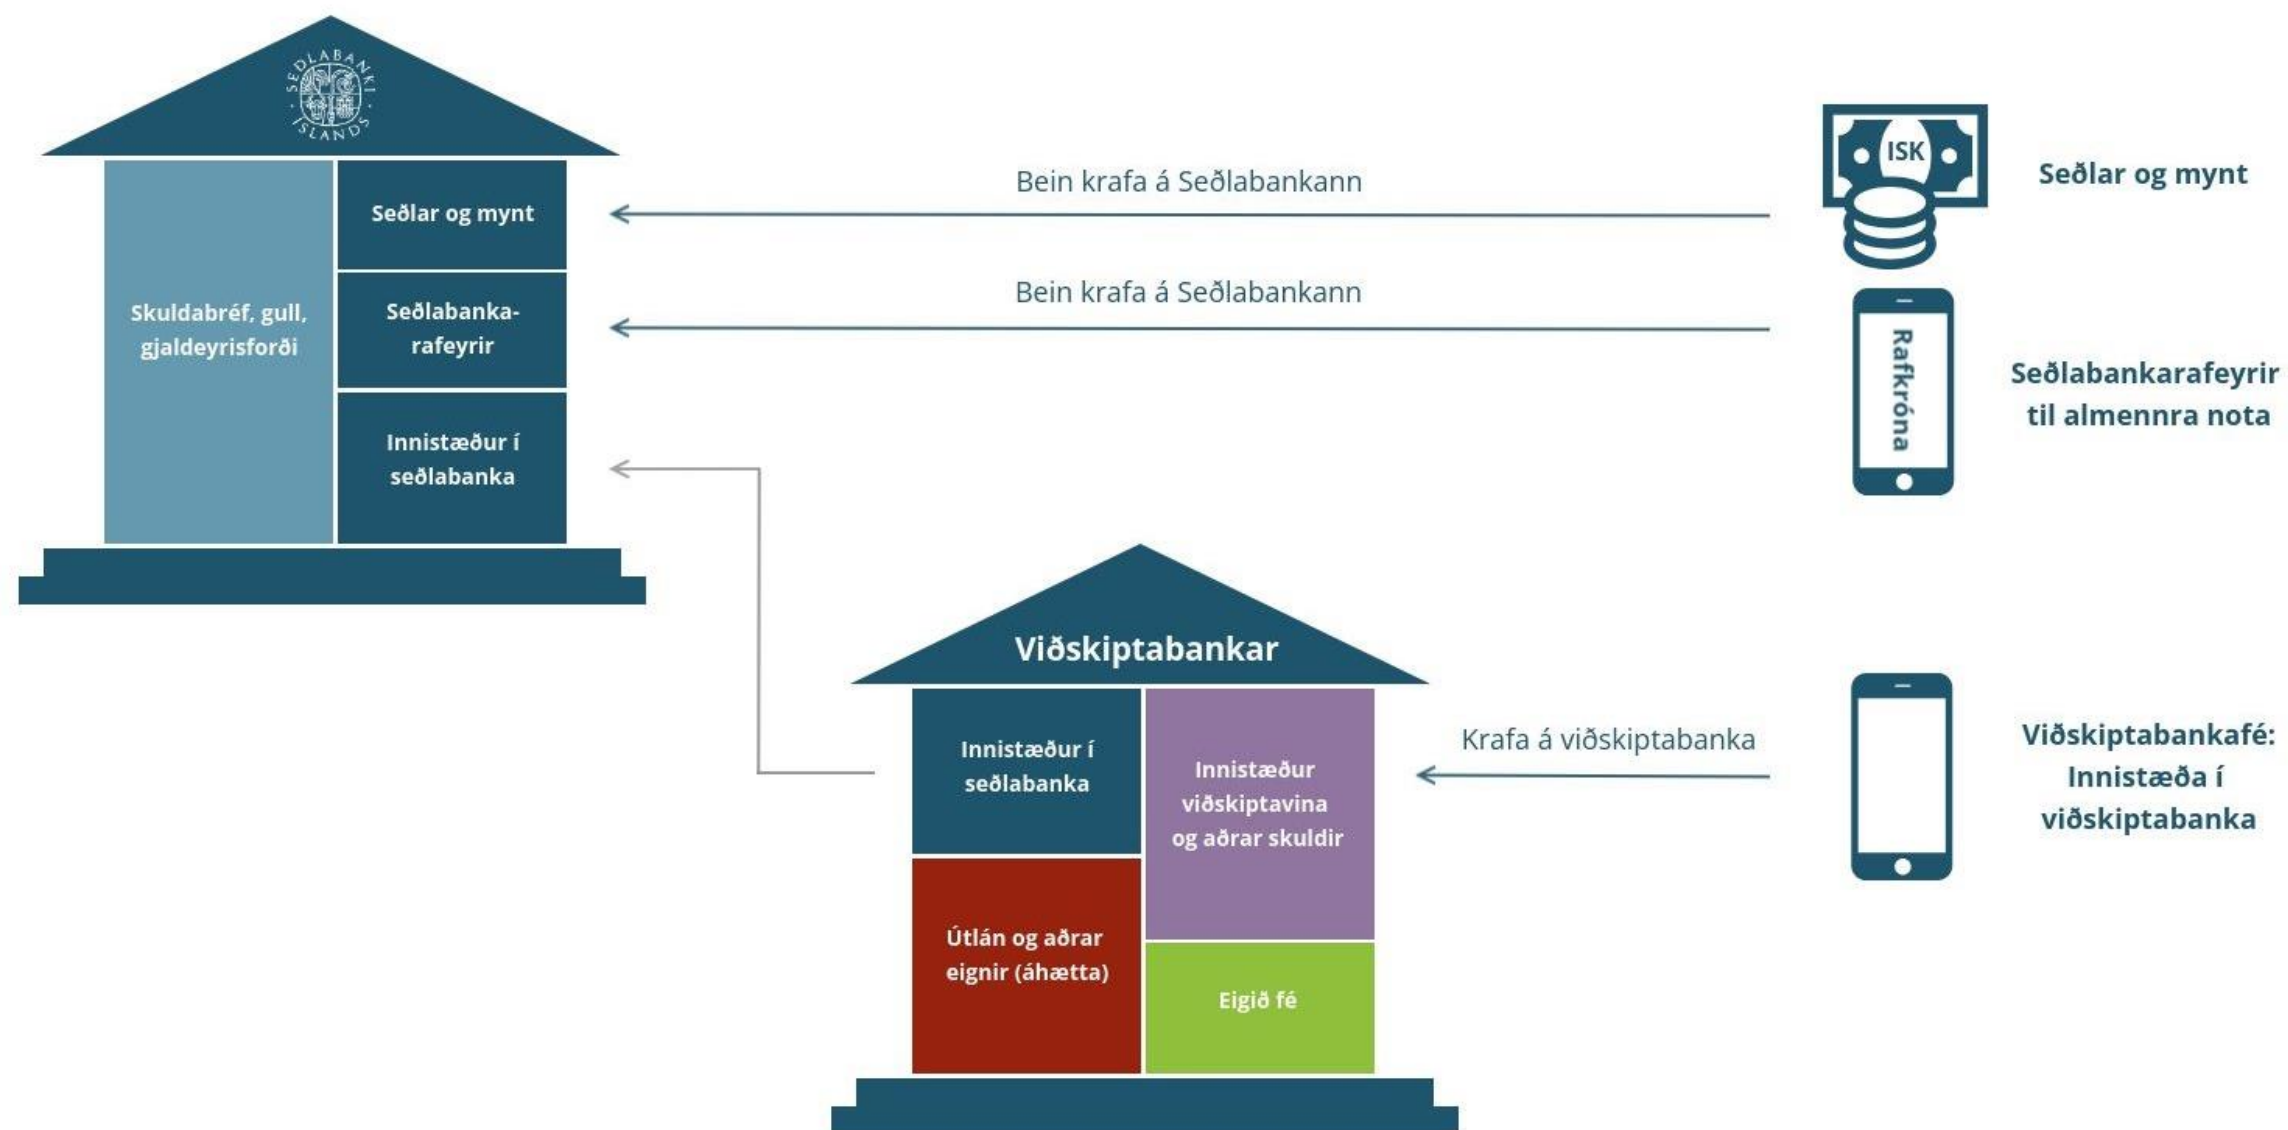 SEÐLABANKI
ÍSLANDS
Skuldabréf, gull,
gjaldeyrisforði
Seðlar og mynt
Seðlabanka-
rafeyrir
Innistæður í
seðlabanka
Bein krafa á Seðlabankann
Bein krafa á Seðlabankann
ISK
Seðlar og mynt
Rafkróna
Seðlabankarafeyrir
til almennra nota
Viðskiptabankar
Innistæður í
seðlabanka
Útlán og aðrar
eignir (áhætta)
Innistæður
viðskiptavina
og aðrar skuldir
Eigið fé
Krafa á viðskiptabanka
Viðskiptabankafé:
Innistæða í
viðskiptabanka